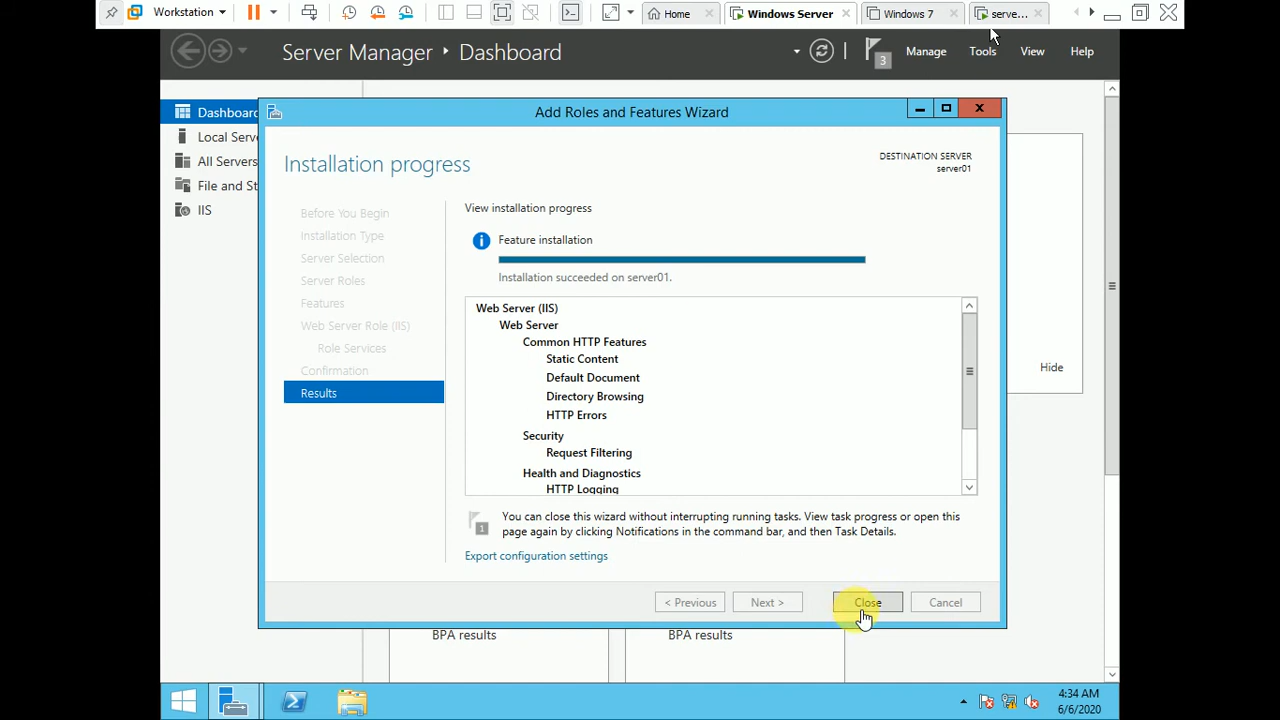 Workstation
Home
Windows Server
Windows 7
serve...
Server Manager
Dashboard
3
Manage
Tools
View
Help
Dashboard
Local Serv
All Servers
File and St
IIS
Add Roles and Features Wizard
Installation progress
DESTINATION SERVER
server01
Before You Begin
Installation Type
Server Selection
Server Roles
Features
Web Server Role (IIS)
Role Services
Confirmation
Results
View installation progress
Feature installation
Installation succeeded on server01.
Web Server (IIS)
Web Server
Common HTTP Features
Static Content
Default Document
Directory Browsing
HTTP Errors
Security
Request Filtering
Health and Diagnostics
HTTP Logging
1
You can close this wizard without interrupting running tasks. View task progress or open this
page again by clicking Notifications in the command bar, and then Task Details.
Export configuration settings
< Previous
Next >
Close
Cancel
Hide
BPA results
BPA results
4:34 AM
6/6/2020